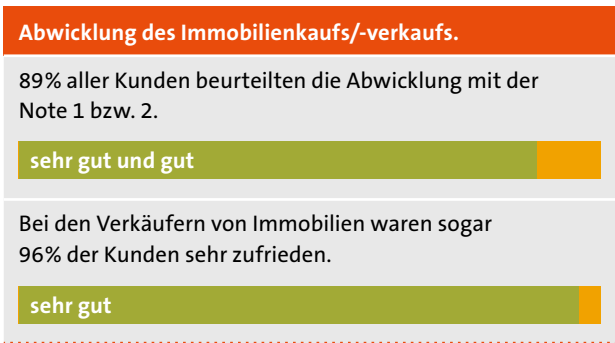 Abwicklung des Immobilienkaufs/-verkaufs.
89% aller Kunden beurteilten die Abwicklung mit der
Note 1 bzw. 2.
sehr gut und gut
Bei den Verkäufern von Immobilien waren sogar
96% der Kunden sehr zufrieden.
sehr gut